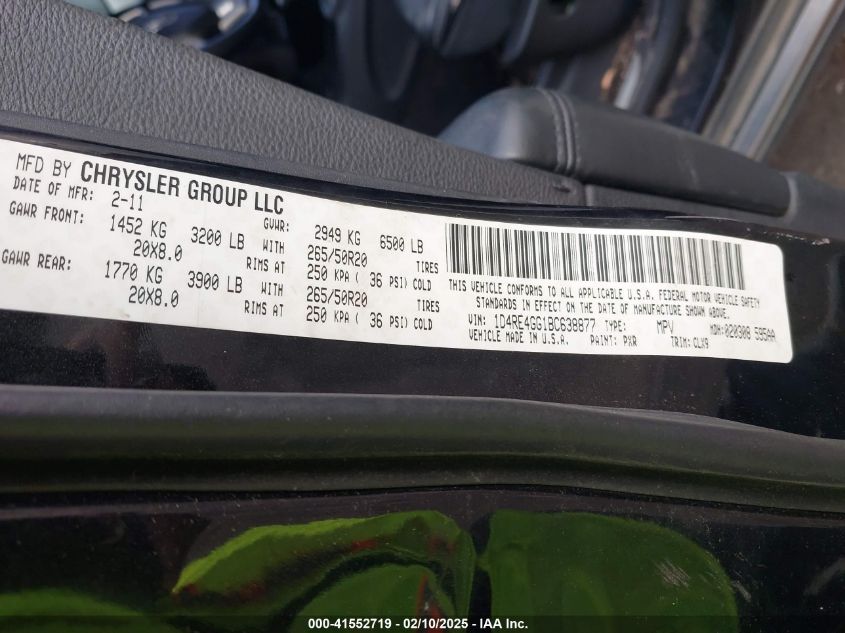 MFD BY CHRYSLER GROUP LLC
DATE OF MFR: 2-11 GVWR: 2949 KG 6500 LB
GAWR FRONT: 1452 KG 3200 LB WITH 265/50R20 TIRES
20X8.0 RIMS AT 250 KPA ( 36 PSI) COLD
GAWR REAR: 1770 KG 3900 LB WITH 265/50R20 TIRES
20X8.0 RIMS AT 250 KPA ( 36 PSI) COLD
THIS VEHICLE CONFORMS TO ALL APPLICABLE U.S.A. FEDERAL MOTOR VEHICLE SAFETY
STANDARDS IN EFFECT ON THE DATE OF MANUFACTURE SHOWN ABOVE.
VIN: 1D4RE4GG1BC638877 TYPE: MPV MDH:020308 595AA
VEHICLE MADE IN U.S.A. PAINT: PXR TRIM: CLX9
000-41552719 - 02/10/2025 - IAA Inc.